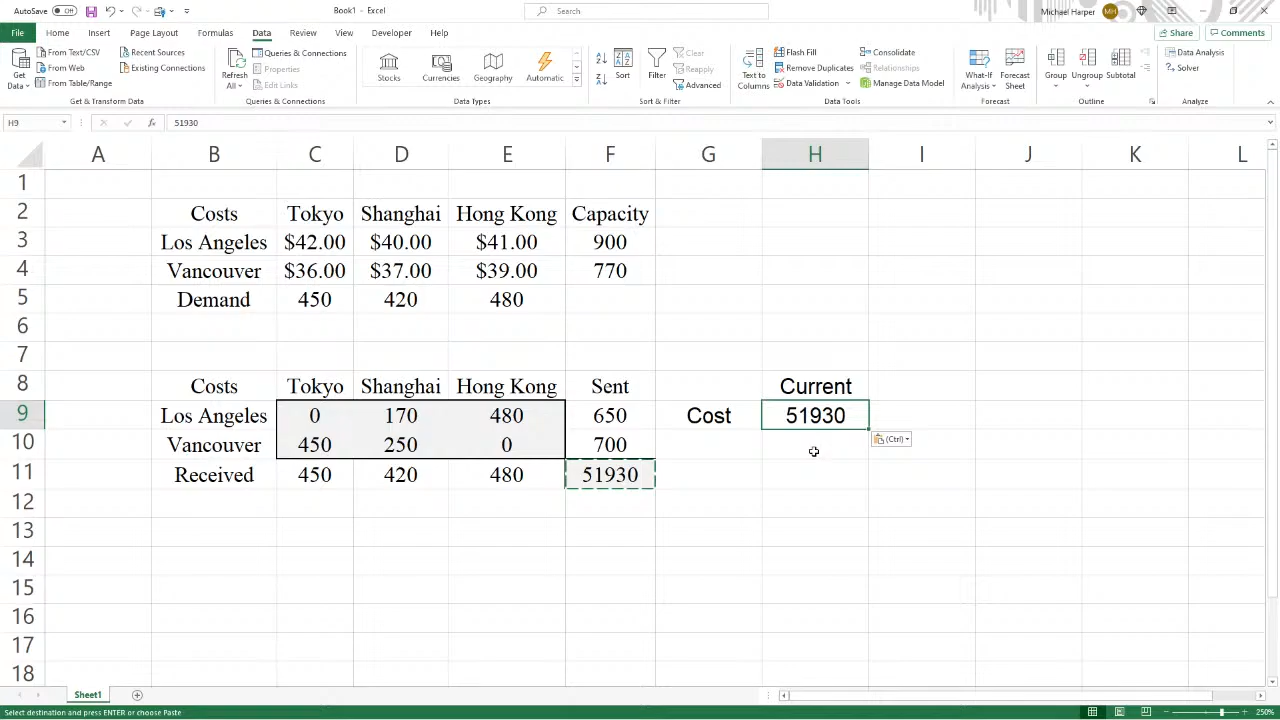 AutoSave Off Book1 - Excel Search Michael Harper MH
File Home Insert Page Layout Formulas Data Review View Developer Help Share Comments
Get Data From Text/CSV From Web From Table/Range Recent Sources Existing Connections
Get & Transform Data
Refresh All Queries & Connections Properties Edit Links
Queries & Connections
Stocks Currencies Geography Automatic
Data Types
Sort Filter Clear Reapply Advanced
Sort & Filter
Text to Columns Flash Fill Remove Duplicates Data Validation Consolidate Relationships Manage Data Model
Data Tools
What-If Analysis Forecast Sheet
Forecast
Group Ungroup Subtotal
Outline
Data Analysis Solver
Analyze
H9 fx 51930
A B C D E F G H I J K L
1
2 Costs Tokyo Shanghai Hong Kong Capacity
3 Los Angeles $42.00 $40.00 $41.00 900
4 Vancouver $36.00 $37.00 $39.00 770
5 Demand 450 420 480
6
7
8 Costs Tokyo Shanghai Hong Kong Sent Current
9 Los Angeles 0 170 480 650 Cost 51930
10 Vancouver 450 250 0 700 (Ctrl)
11 Received 450 420 480 51930
12
13
14
15
16
17
18
Sheet1
Select destination and press ENTER or choose Paste 250%